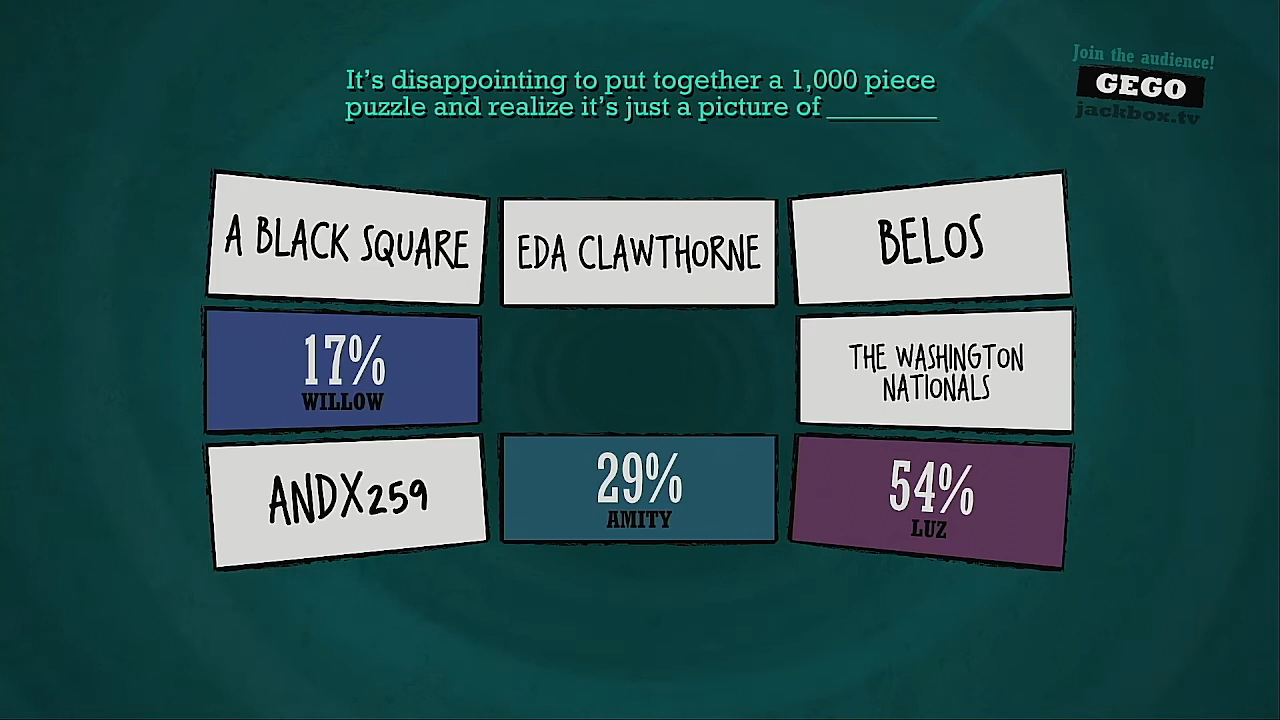 It's disappointing to put together a 1,000 piece
puzzle and realize it's just a picture of ________
Join the audience!
GEGO
jackbox.tv
A BLACK SQUARE
EDA CLAWTHORNE
BELOS
17%
WILLOW
THE WASHINGTON
NATIONALS
ANDX259
29%
AMITY
54%
LUZ